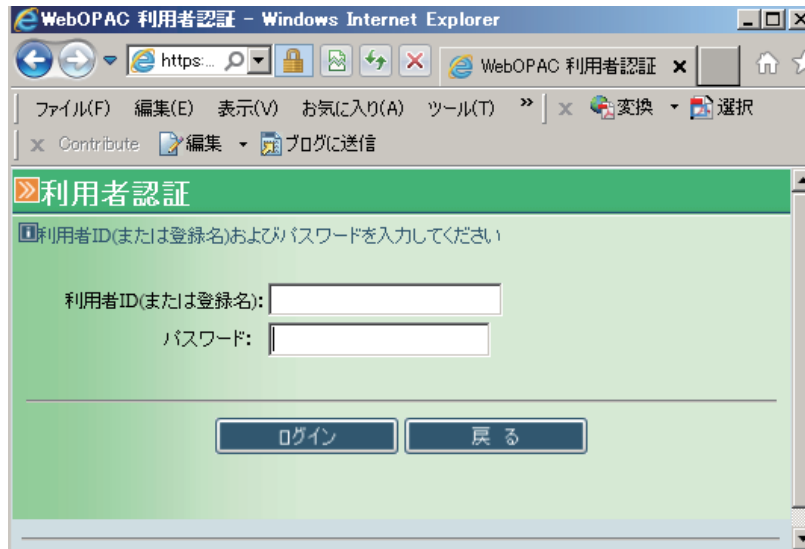 WebOPAC 利用者認証 - Windows Internet Explorer
https:... WebOPAC 利用者認証
ファイル(F) 編集(E) 表示(V) お気に入り(A) ツール(T) » x 変換 選択
x Contribute 編集 ブログに送信
利用者認証
利用者ID(または登録名)およびパスワードを入力してください
利用者ID(または登録名):
パスワード:
ログイン 戻る